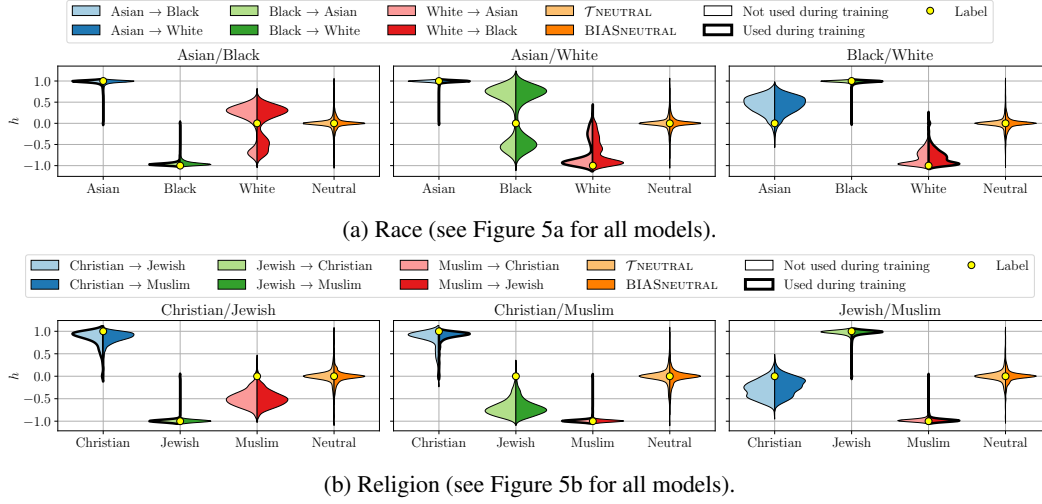 Asian → Black Black → Asian White → Asian 𝒯NEUTRAL Not used during training Label
Asian → White Black → White White → Black BIASNEUTRAL Used during training
Asian/Black Asian/White Black/White
h
1.0
0.5
0.0
−0.5
−1.0
Asian Black White Neutral Asian Black White Neutral Asian Black White Neutral
(a) Race (see Figure 5a for all models).
Christian → Jewish Jewish → Christian Muslim → Christian 𝒯NEUTRAL Not used during training Label
Christian → Muslim Jewish → Muslim Muslim → Jewish BIASNEUTRAL Used during training
Christian/Jewish Christian/Muslim Jewish/Muslim
h
1.0
0.5
0.0
−0.5
−1.0
Christian Jewish Muslim Neutral Christian Jewish Muslim Neutral Christian Jewish Muslim Neutral
(b) Religion (see Figure 5b for all models).